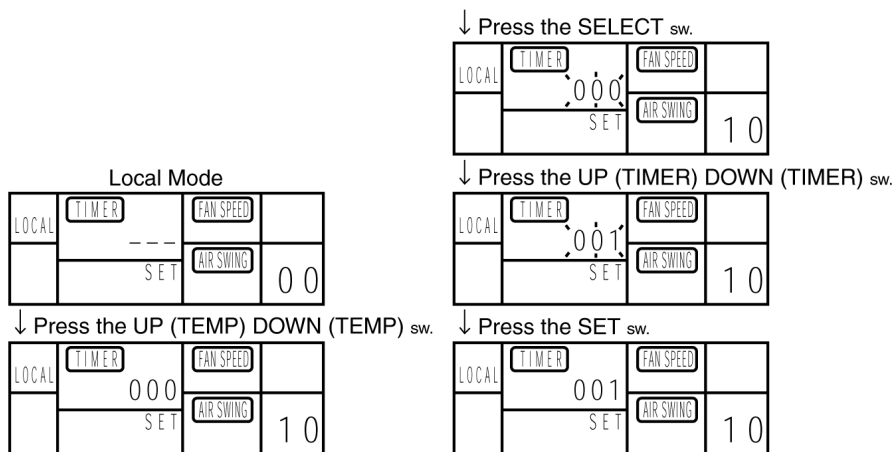 Local Mode
LOCAL TIMER FAN SPEED
---
SET AIR SWING 00
↓ Press the UP (TEMP) DOWN (TEMP) sw.
LOCAL TIMER FAN SPEED
000
SET AIR SWING 10
↓ Press the SELECT sw.
LOCAL TIMER FAN SPEED
000
SET AIR SWING 10
↓ Press the UP (TIMER) DOWN (TIMER) sw.
LOCAL TIMER FAN SPEED
001
SET AIR SWING 10
↓ Press the SET sw.
LOCAL TIMER FAN SPEED
001
SET AIR SWING 10